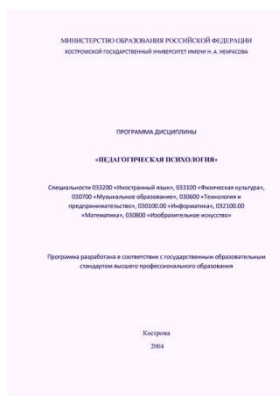 МИНИСТЕРСТВО ОБРАЗОВАНИЯ РОССИЙСКОЙ ФЕДЕРАЦИИ
КОСТРОМСКОЙ ГОСУДАРСТВЕННЫЙ УНИВЕРСИТЕТ ИМЕНИ Н. А. НЕКРАСОВА
ПРОГРАММА ДИСЦИПЛИНЫ
«ПЕДАГОГИЧЕСКАЯ ПСИХОЛОГИЯ»
Специальности 033200 «Иностранный язык», 033100 «Физическая культура»,
030700 «Музыкальное образование», 030600 «Технология и
предпринимательство», 030100.00 «Информатика», 032100.00
«Математика», 030800 «Изобразительное искусство»
Программа разработана в соответствии с государственным образовательным
стандартом высшего профессионального образования
Кострома
2004